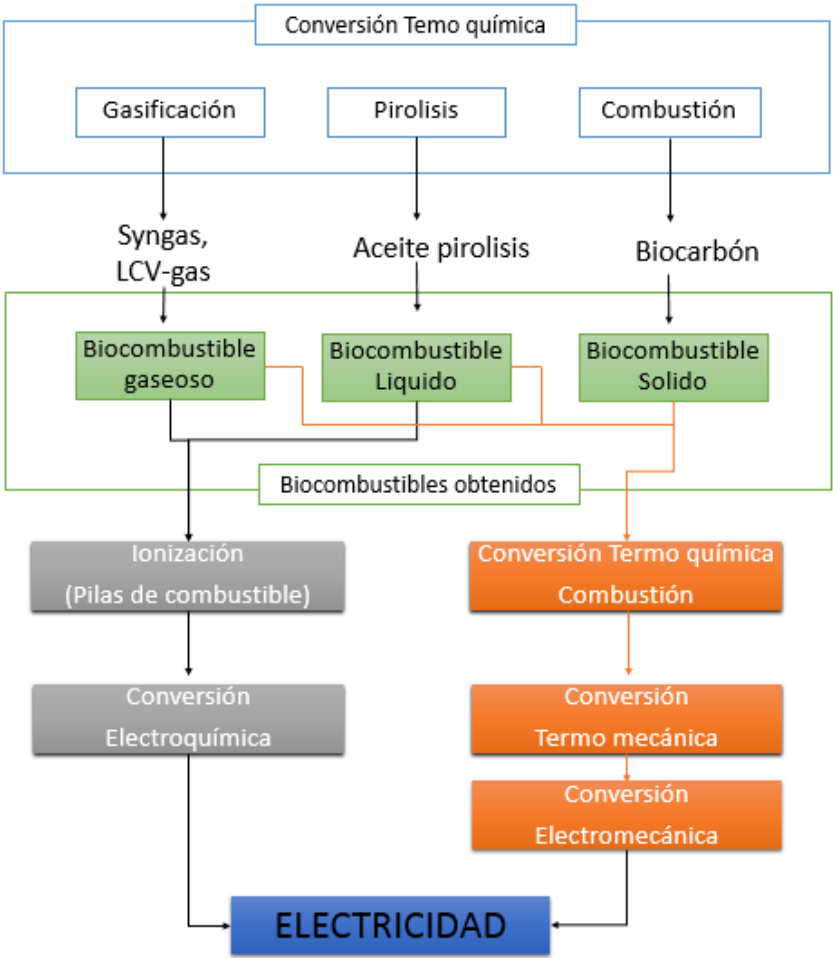 Conversión Temo química
Gasificación
Pirolisis
Combustión
Syngas,
LCV-gas
Aceite pirolisis
Biocarbón
Biocombustible
gaseoso
Biocombustible
Liquido
Biocombustible
Solido
Biocombustibles obtenidos
Ionización
(Pilas de combustible)
Conversión Termo química
Combustión
Conversión
Electroquímica
Conversión
Termo mecánica
Conversión
Electromecánica
ELECTRICIDAD